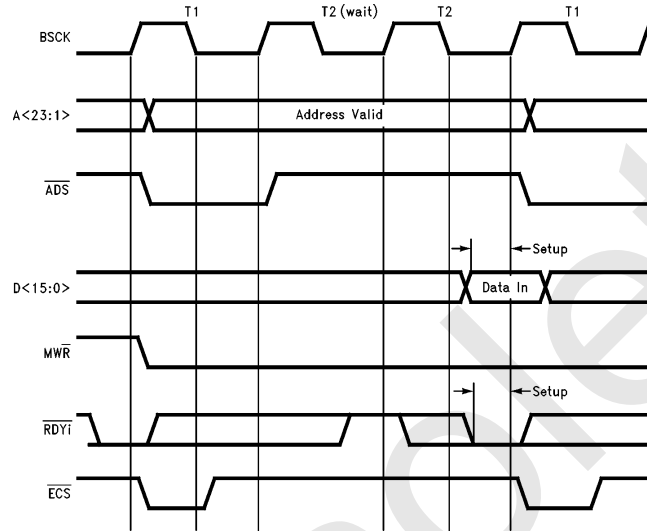 T1 T2 (wait) T2 T1
BSCK
A<23:1> Address Valid
ADS
Setup
D<15:0> Data In
MWR
Setup
RDYi
ECS